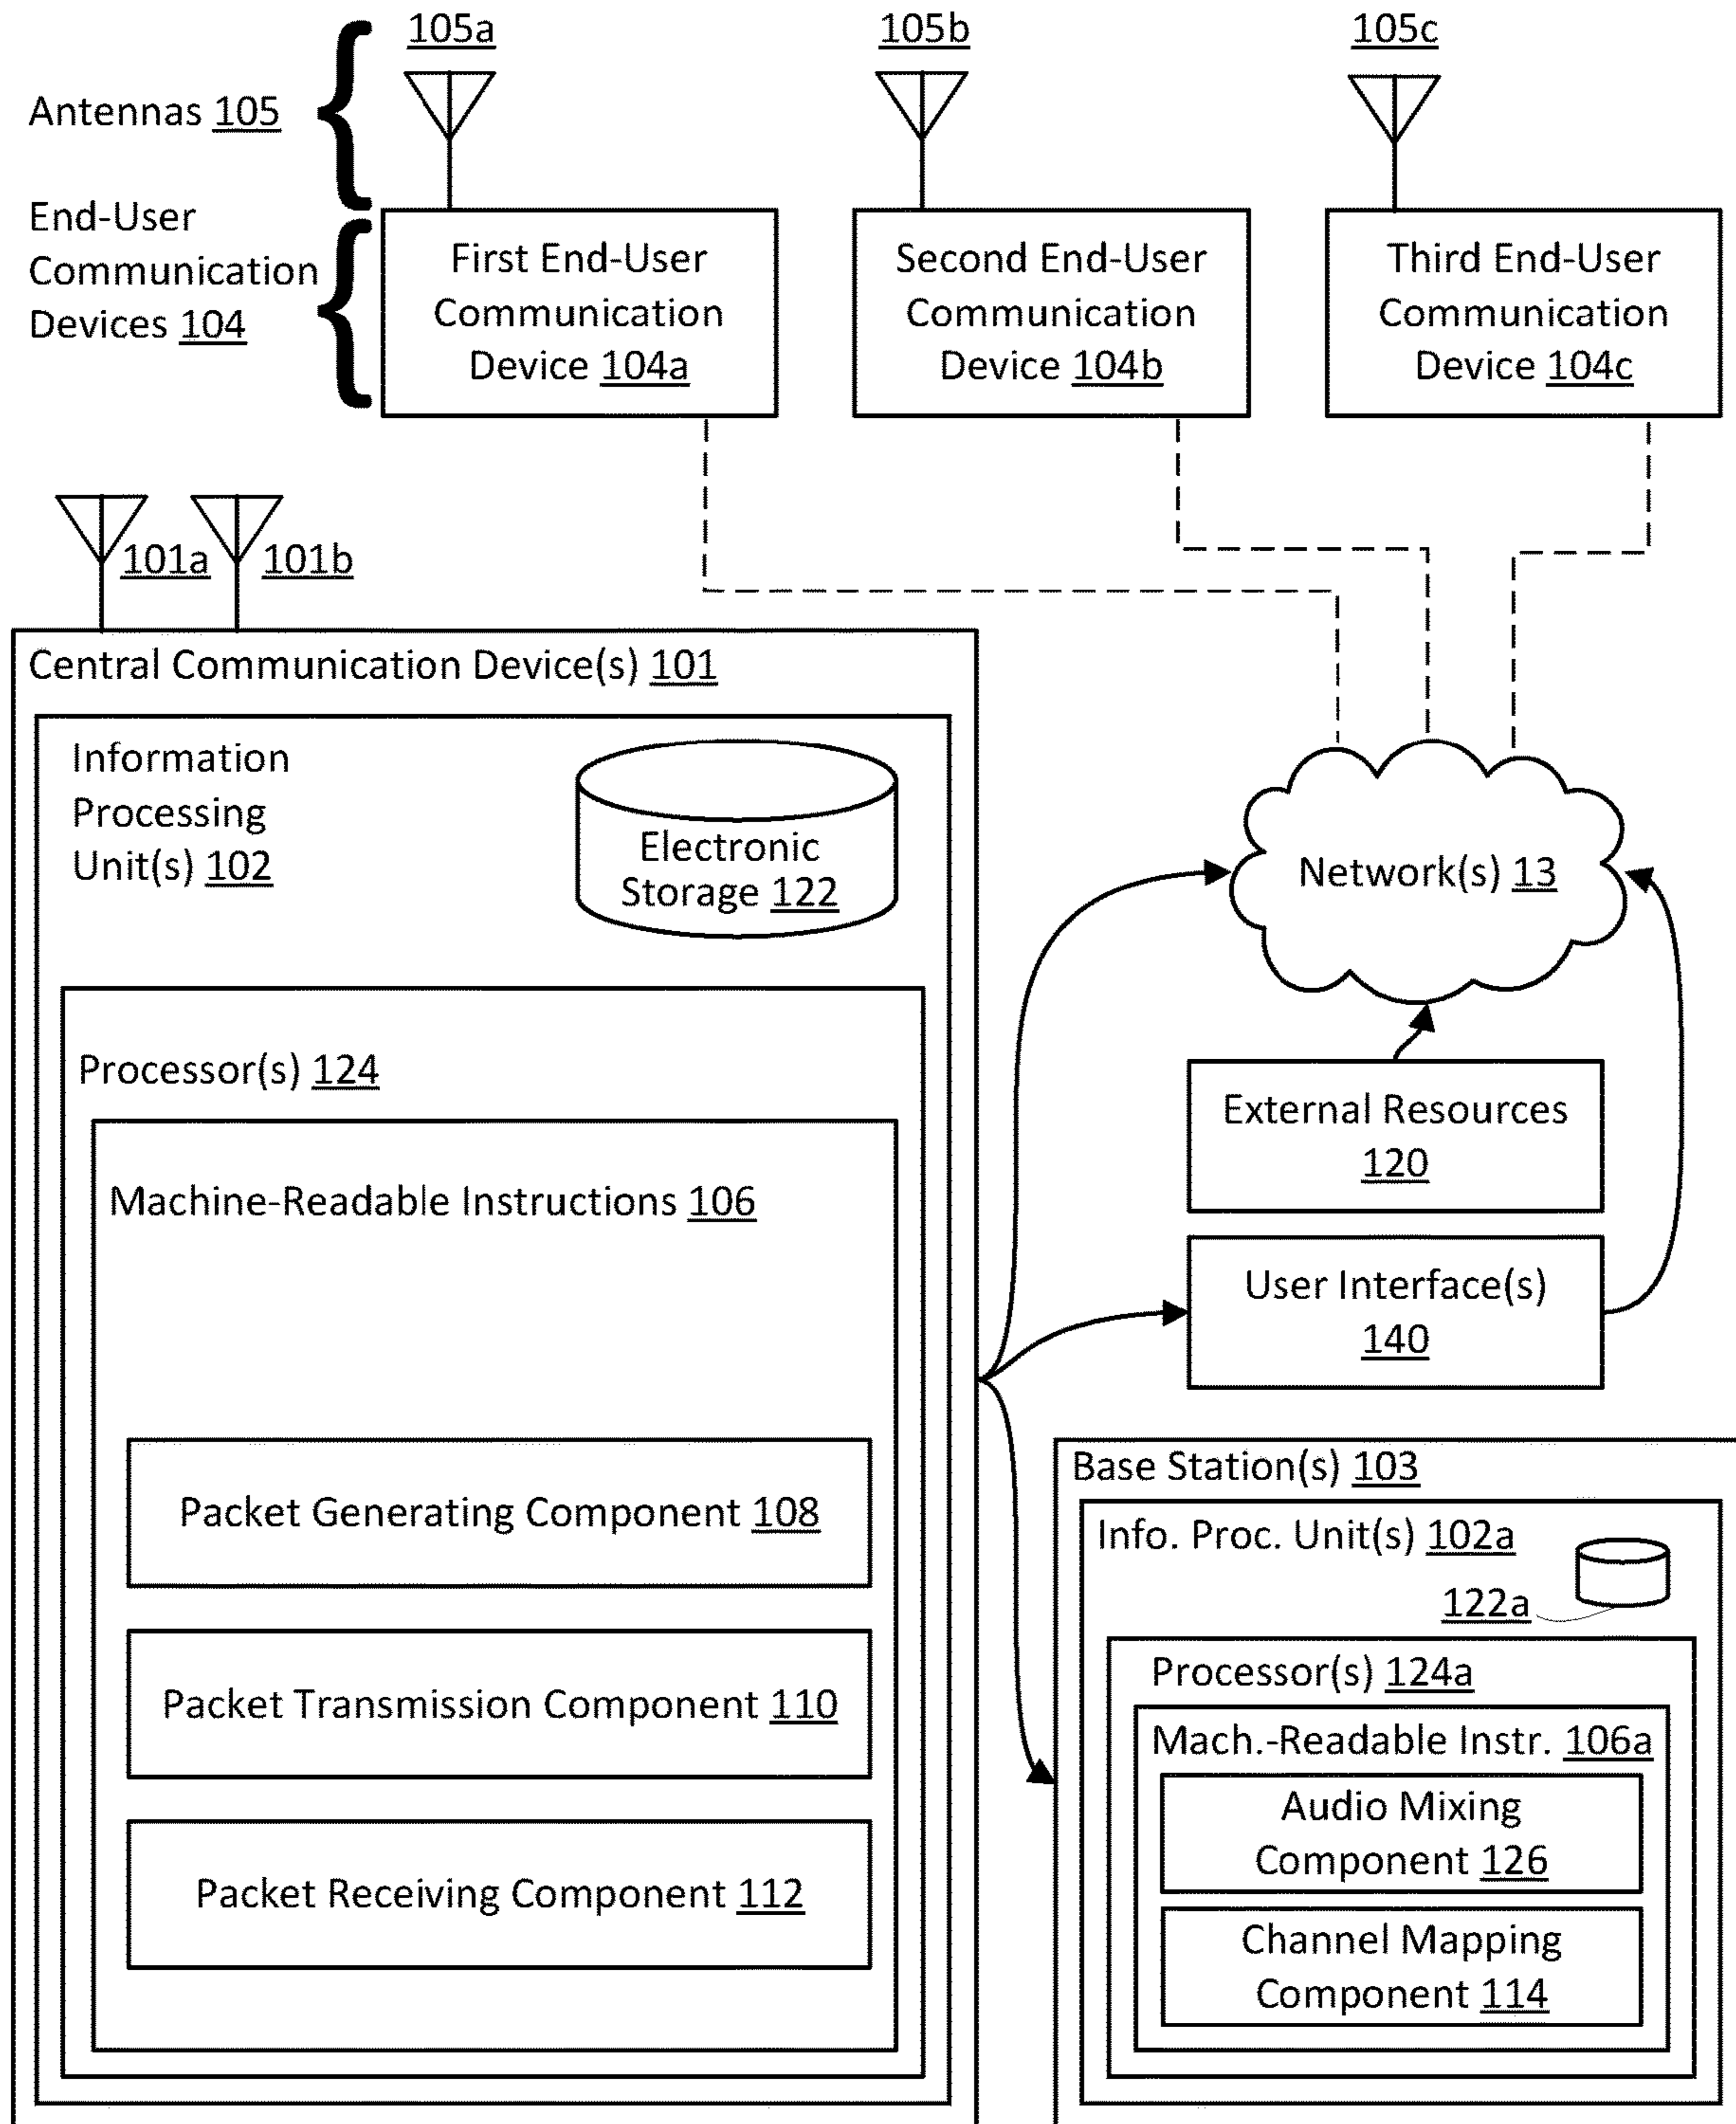 105a
105b
105c
Antennas 105
End-User
Communication
Devices 104
First End-User
Communication
Device 104a
Second End-User
Communication
Device 104b
Third End-User
Communication
Device 104c
101a
101b
Central Communication Device(s) 101
Information
Processing
Unit(s) 102
Electronic
Storage 122
Processor(s) 124
Machine-Readable Instructions 106
Packet Generating Component 108
Packet Transmission Component 110
Packet Receiving Component 112
Network(s) 13
External Resources
120
User Interface(s)
140
Base Station(s) 103
Info. Proc. Unit(s) 102a
122a
Processor(s) 124a
Mach.-Readable Instr. 106a
Audio Mixing
Component 126
Channel Mapping
Component 114